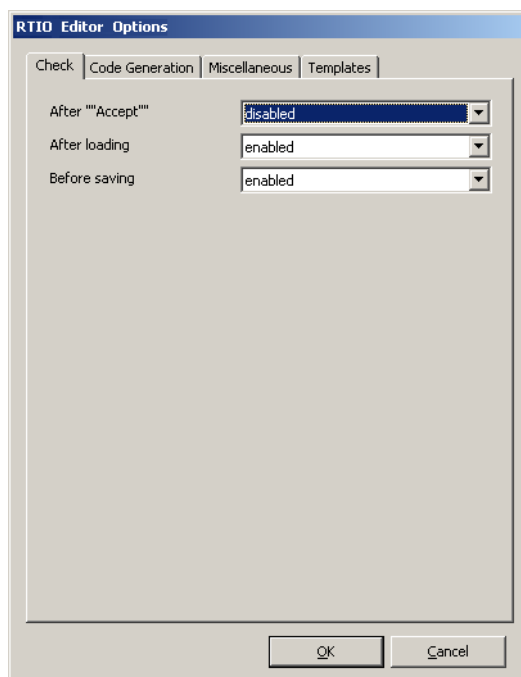 RTIO Editor Options
Check Code Generation Miscellaneous Templates
After ""Accept"" disabled
After loading enabled
Before saving enabled
OK Cancel